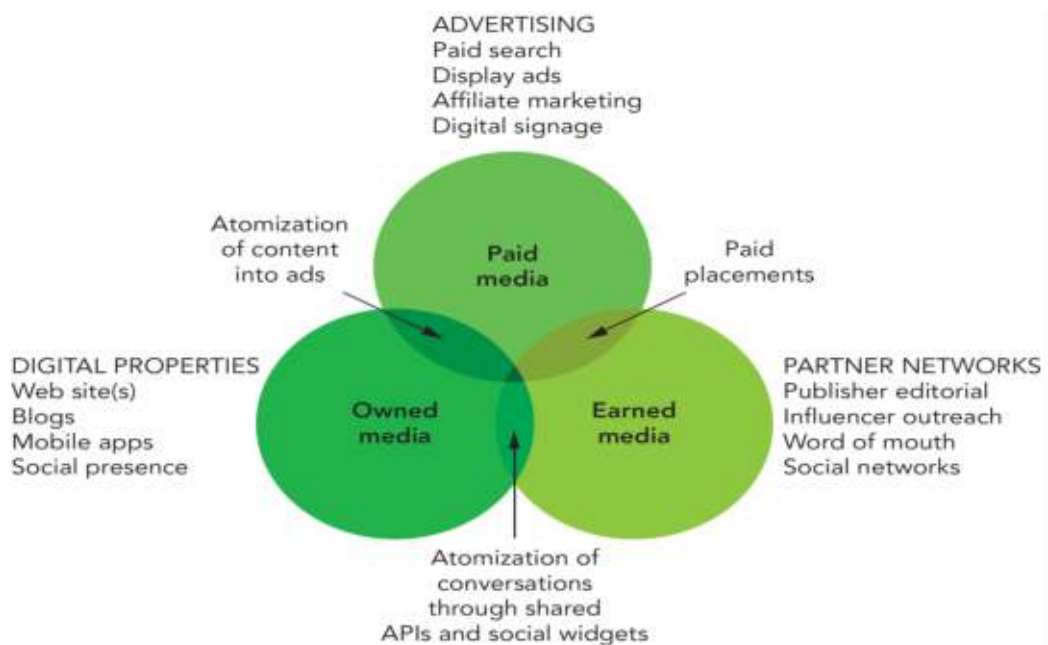 ADVERTISING
Paid search
Display ads
Affiliate marketing
Digital signage
Atomization
of content
into ads
Paid
media
Paid
placements
DIGITAL PROPERTIES
Web site(s)
Blogs
Mobile apps
Social presence
Owned
media
Earned
media
PARTNER NETWORKS
Publisher editorial
Influencer outreach
Word of mouth
Social networks
Atomization of
conversations
through shared
APIs and social widgets